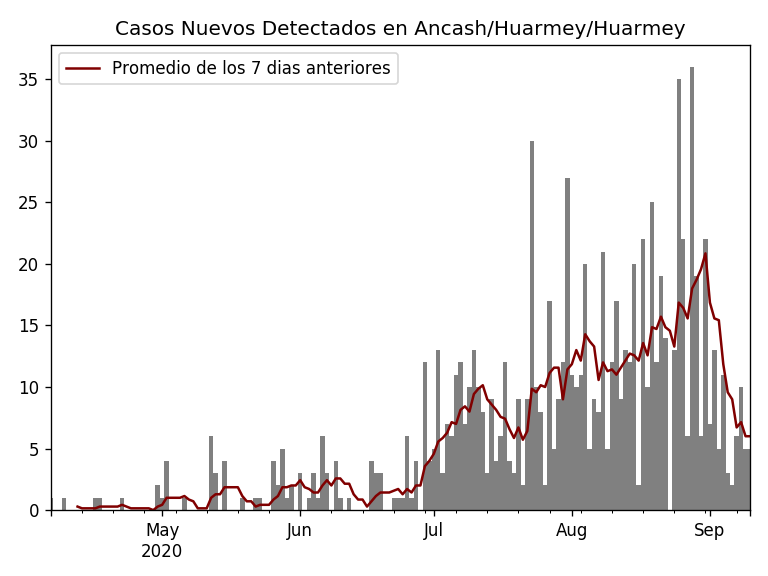 Casos Nuevos Detectados en Ancash/Huarmey/Huarmey
Promedio de los 7 dias anteriores
35
30
25
20
15
10
5
0
May
2020
Jun
Jul
Aug
Sep